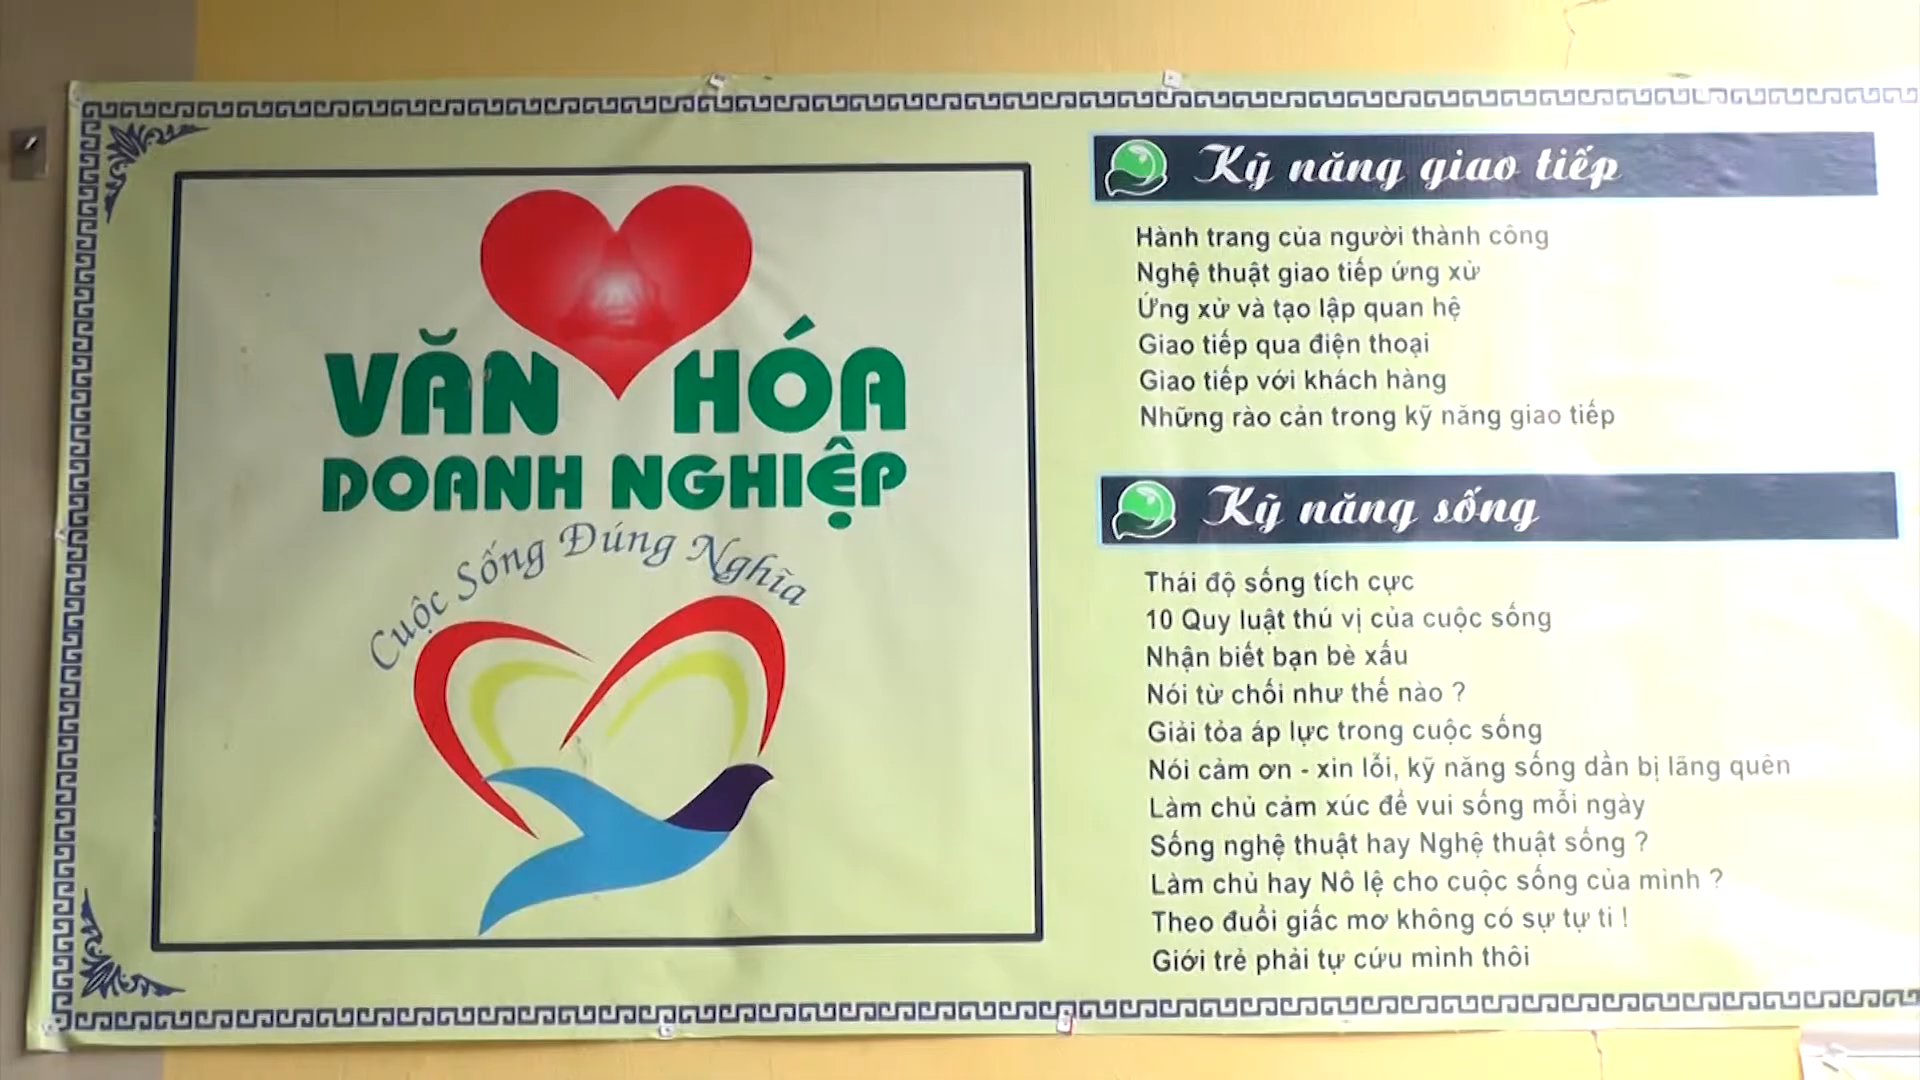 VĂN HÓA
DOANH NGHIỆP
Cuộc Sống Đúng Nghĩa
Kỹ năng giao tiếp
Hành trang của người thành công
Nghệ thuật giao tiếp ứng xử
Ứng xử và tạo lập quan hệ
Giao tiếp qua điện thoại
Giao tiếp với khách hàng
Những rào cản trong kỹ năng giao tiếp
Kỹ năng sống
Thái độ sống tích cực
10 Quy luật thú vị của cuộc sống
Nhận biết bạn bè xấu
Nói từ chối như thế nào ?
Giải tỏa áp lực trong cuộc sống
Nói cảm ơn - xin lỗi, kỹ năng sống dần bị lãng quên
Làm chủ cảm xúc để vui sống mỗi ngày
Sống nghệ thuật hay Nghệ thuật sống ?
Làm chủ hay Nô lệ cho cuộc sống của mình ?
Theo đuổi giấc mơ không có sự tự ti !
Giới trẻ phải tự cứu mình thôi